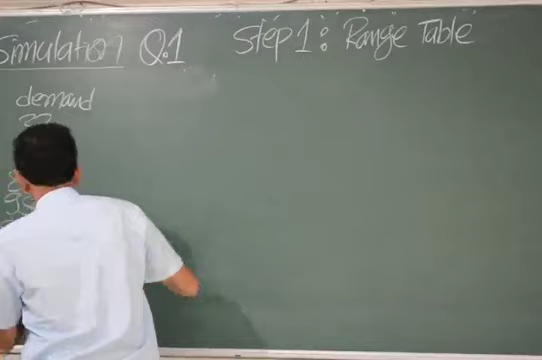 Simulation Q.1
Step 1: Range Table
demand